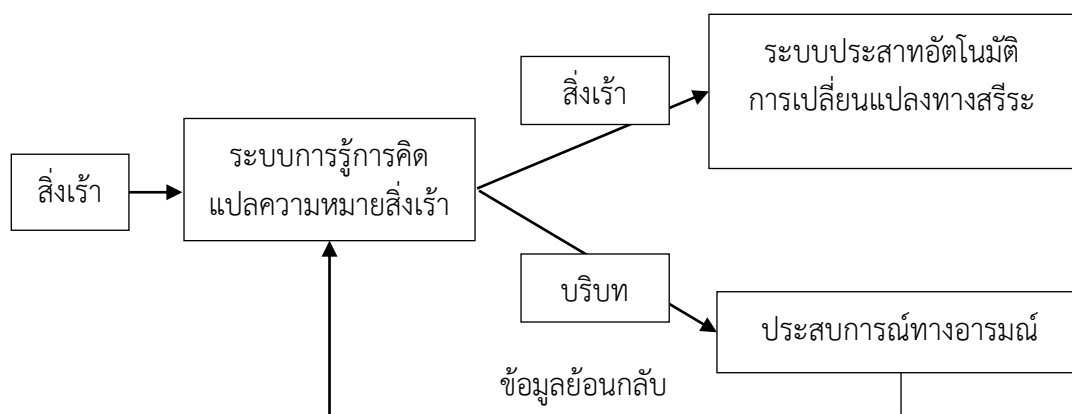 สิ่งเร้า
ระบบการรู้การคิด
แปลความหมายสิ่งเร้า
สิ่งเร้า
ระบบประสาทอัตโนมัติ
การเปลี่ยนแปลงทางสรีระ
บริบท
ประสบการณ์ทางอารมณ์
ข้อมูลย้อนกลับ